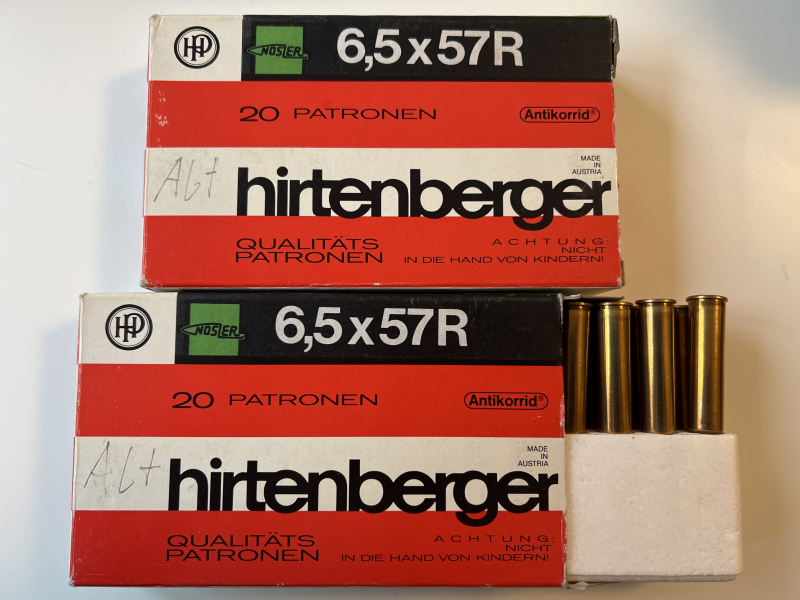 HP
NOSLER
6,5x57R
20 PATRONEN
Antikorrid®
Alt
MADE
IN
AUSTRIA
hirtenberger
QUALITÄTS
PATRONEN
ACHTUNG:
NICHT
IN DIE HAND VON KINDERN!
HP
NOSLER
6,5x57R
20 PATRONEN
Antikorrid®
Alt
MADE
IN
AUSTRIA
hirtenberger
QUALITÄTS
PATRONEN
ACHTUNG:
NICHT
IN DIE HAND VON KINDERN!